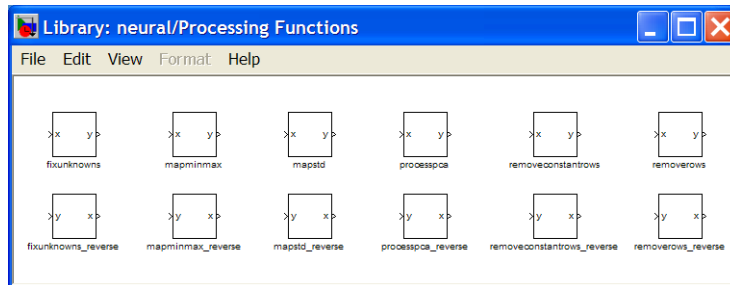 Library: neural/Processing Functions
File Edit View Format Help
x y x y x y x y x y x y
fixunknowns mapminmax mapstd processpca removeconstantrows removerows
y x y x y x y x y x y x
fixunknowns_reverse mapminmax_reverse mapstd_reverse processpca_reverse removeconstantrows_reverse removerows_reverse